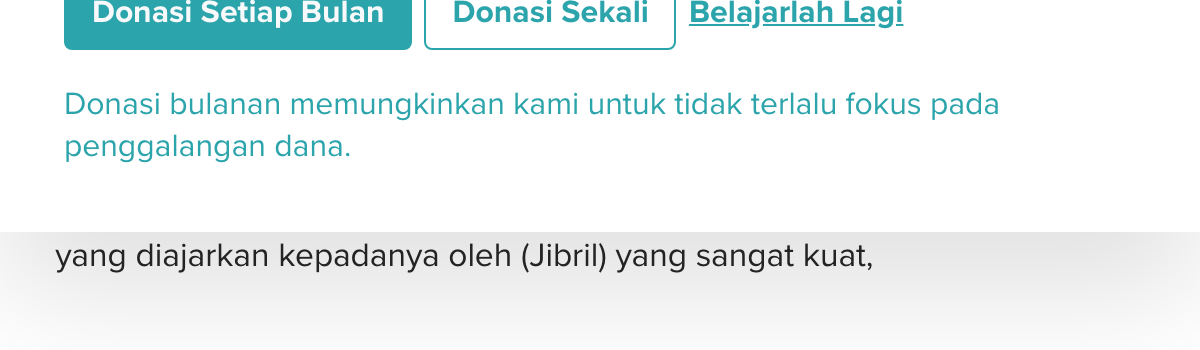 Donasi Setiap Bulan Donasi Sekali Belajarlah Lagi
Donasi bulanan memungkinkan kami untuk tidak terlalu fokus pada
penggalangan dana.
yang diajarkan kepadanya oleh (Jibril) yang sangat kuat,